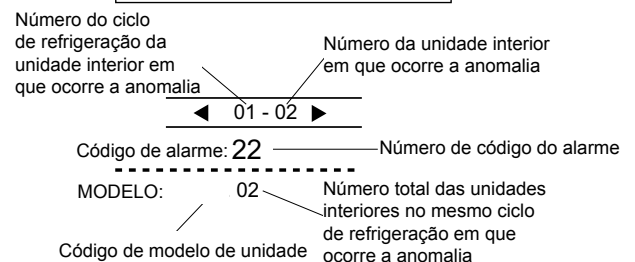 Número do ciclo
de refrigeração da
unidade interior em
que ocorre a anomalia
Número da unidade interior
em que ocorre a anomalia
◀ 01 - 02 ▶
Código de alarme: 22
Número de código do alarme
MODELO: 02
Número total das unidades
interiores no mesmo ciclo
de refrigeração em que
ocorre a anomalia
Código de modelo de unidade